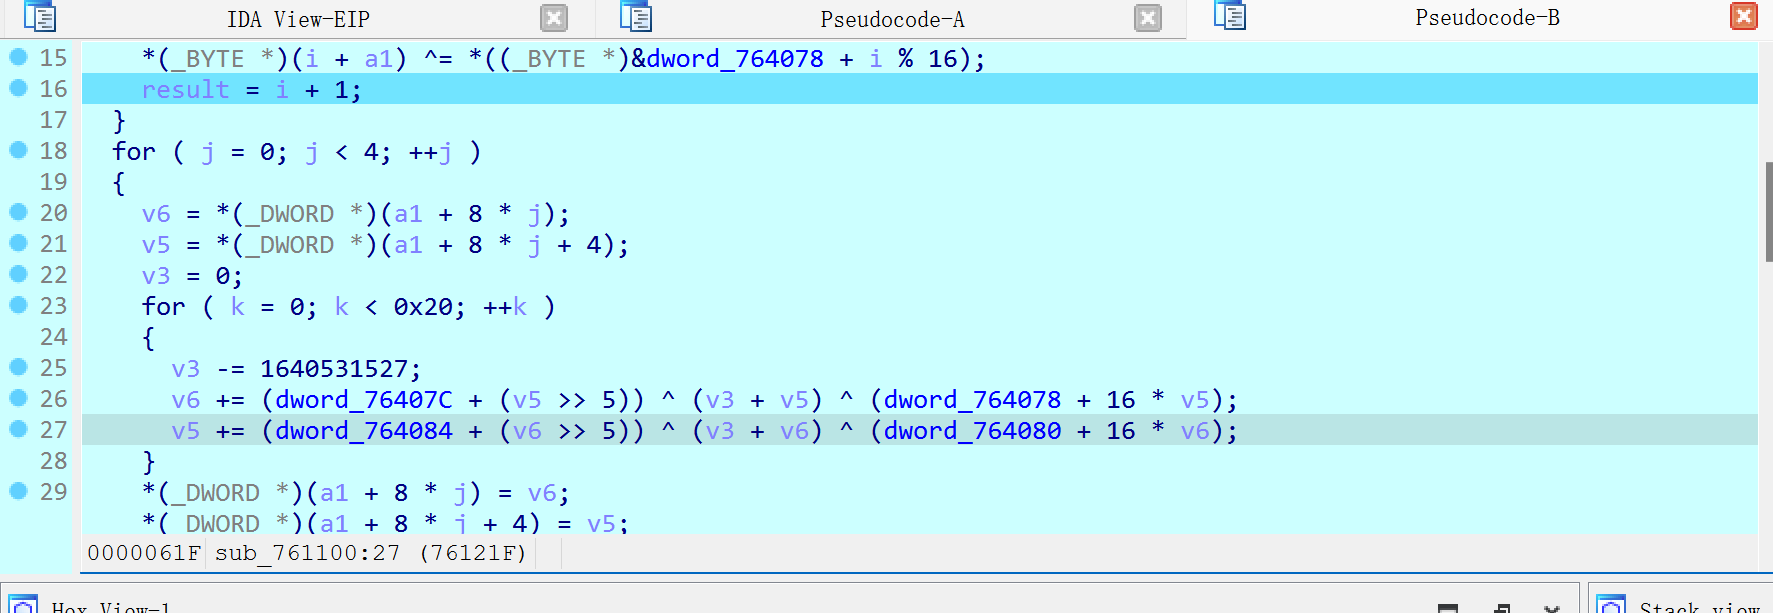 IDA View-EIP Pseudocode-A Pseudocode-B
15 *(_BYTE *)(i + a1) ^= *((_BYTE *)&dword_764078 + i % 16);
16 result = i + 1;
17 }
18 for ( j = 0; j < 4; ++j )
19 {
20 v6 = *(_DWORD *)(a1 + 8 * j);
21 v5 = *(_DWORD *)(a1 + 8 * j + 4);
22 v3 = 0;
23 for ( k = 0; k < 0x20; ++k )
24 {
25 v3 -= 1640531527;
26 v6 += (dword_76407C + (v5 >> 5)) ^ (v3 + v5) ^ (dword_764078 + 16 * v5);
27 v5 += (dword_764084 + (v6 >> 5)) ^ (v3 + v6) ^ (dword_764080 + 16 * v6);
28 }
29 *(_DWORD *)(a1 + 8 * j) = v6;
*(_DWORD *)(a1 + 8 * j + 4) = v5;
0000061F sub_761100:27 (76121F)
Hex View-1 Stack view